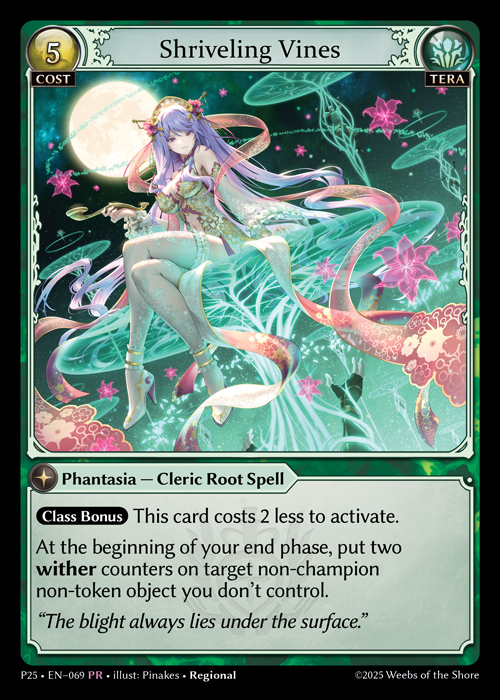 5
Shriveling Vines
COST
TERA
Phantasia — Cleric Root Spell
Class Bonus This card costs 2 less to activate.
At the beginning of your end phase, put two
wither counters on target non-champion
non-token object you don't control.
“The blight always lies under the surface.”
P25 • EN–069 PR • illust: Pinakes • Regional
©2025 Weebs of the Shore